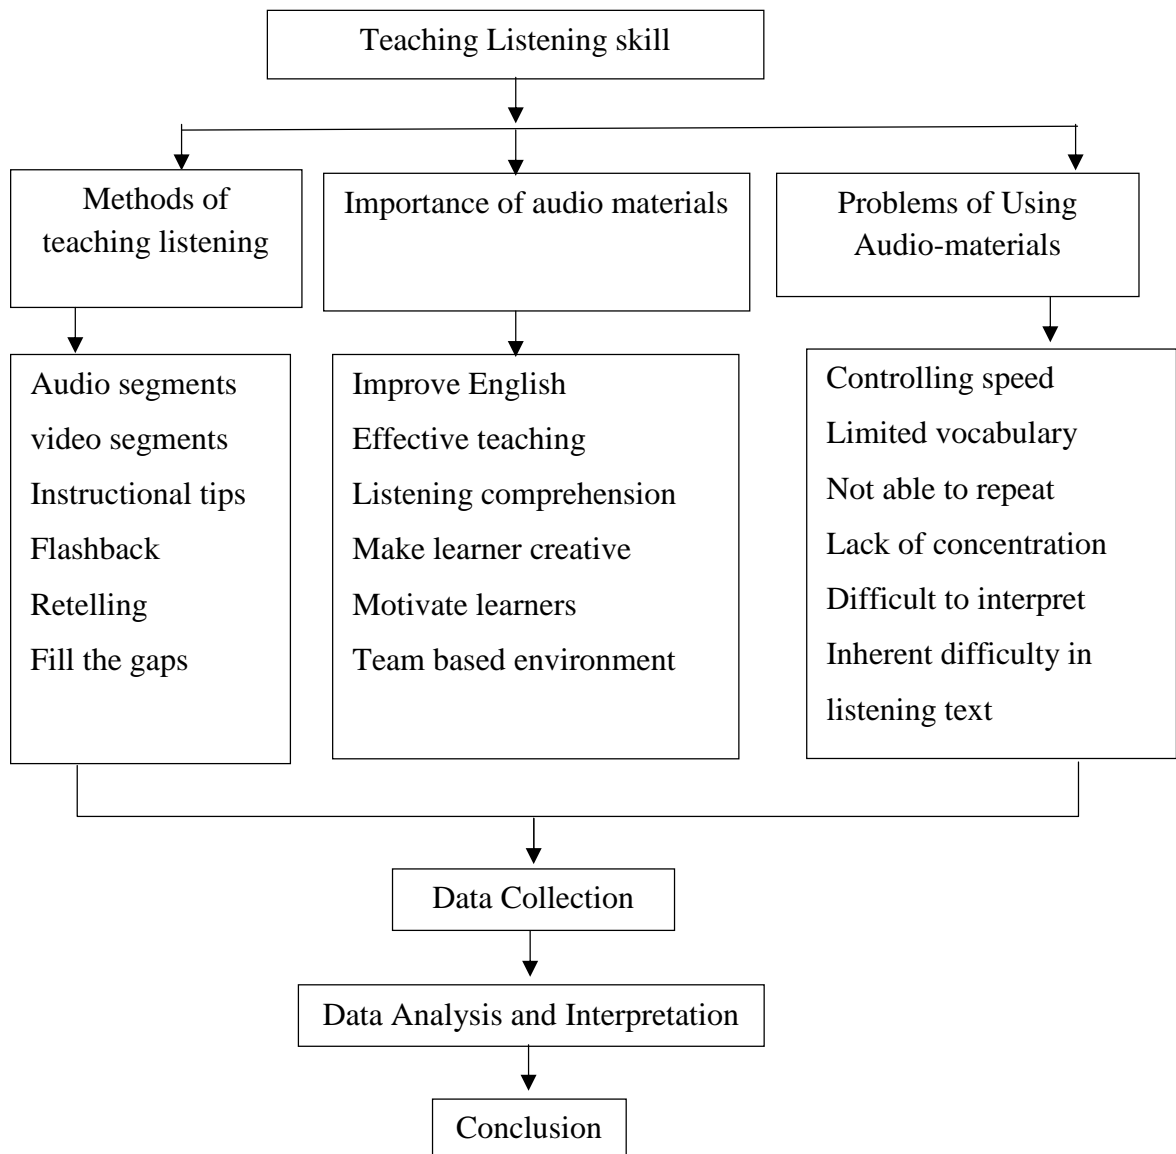 Teaching Listening skill
Methods of
teaching listening
Importance of audio materials
Problems of Using
Audio-materials
Audio segments
video segments
Instructional tips
Flashback
Retelling
Fill the gaps
Improve English
Effective teaching
Listening comprehension
Make learner creative
Motivate learners
Team based environment
Controlling speed
Limited vocabulary
Not able to repeat
Lack of concentration
Difficult to interpret
Inherent difficulty in
listening text
Data Collection
Data Analysis and Interpretation
Conclusion